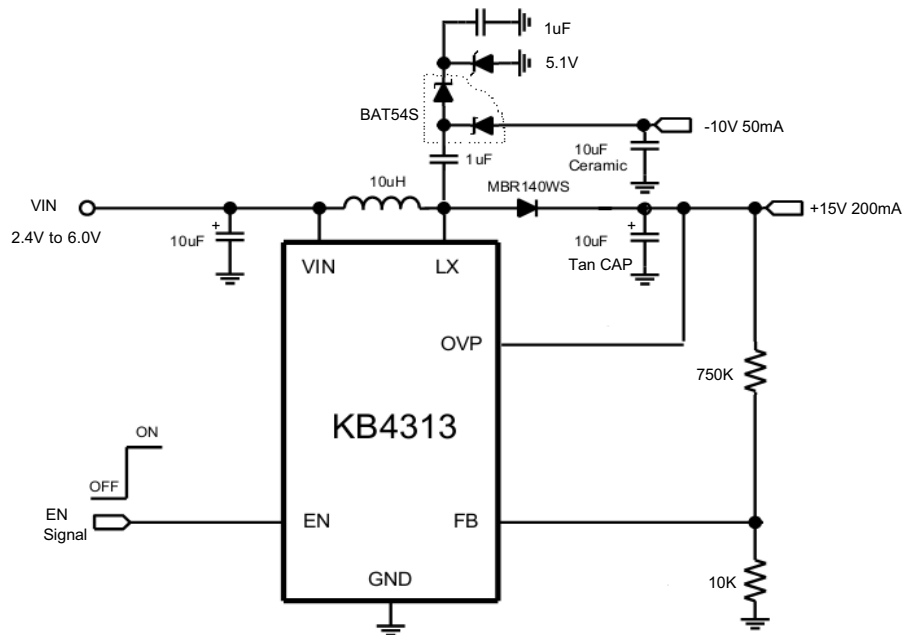 1uF
5.1V
BAT54S
-10V 50mA
1uF
10uF
Ceramic
10uH
MBR140WS
VIN
+15V 200mA
2.4V to 6.0V
+
10uF
VIN
LX
+
10uF
Tan CAP
OVP
750K
KB4313
ON
OFF
EN
Signal
EN
FB
GND
10K